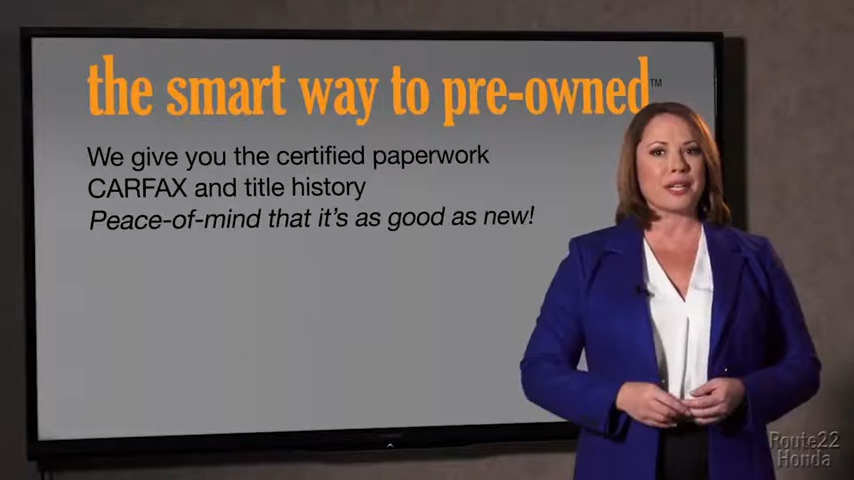 the smart way to pre-owned™
We give you the certified paperwork
CARFAX and title history
Peace-of-mind that it's as good as new!
Route22
Honda